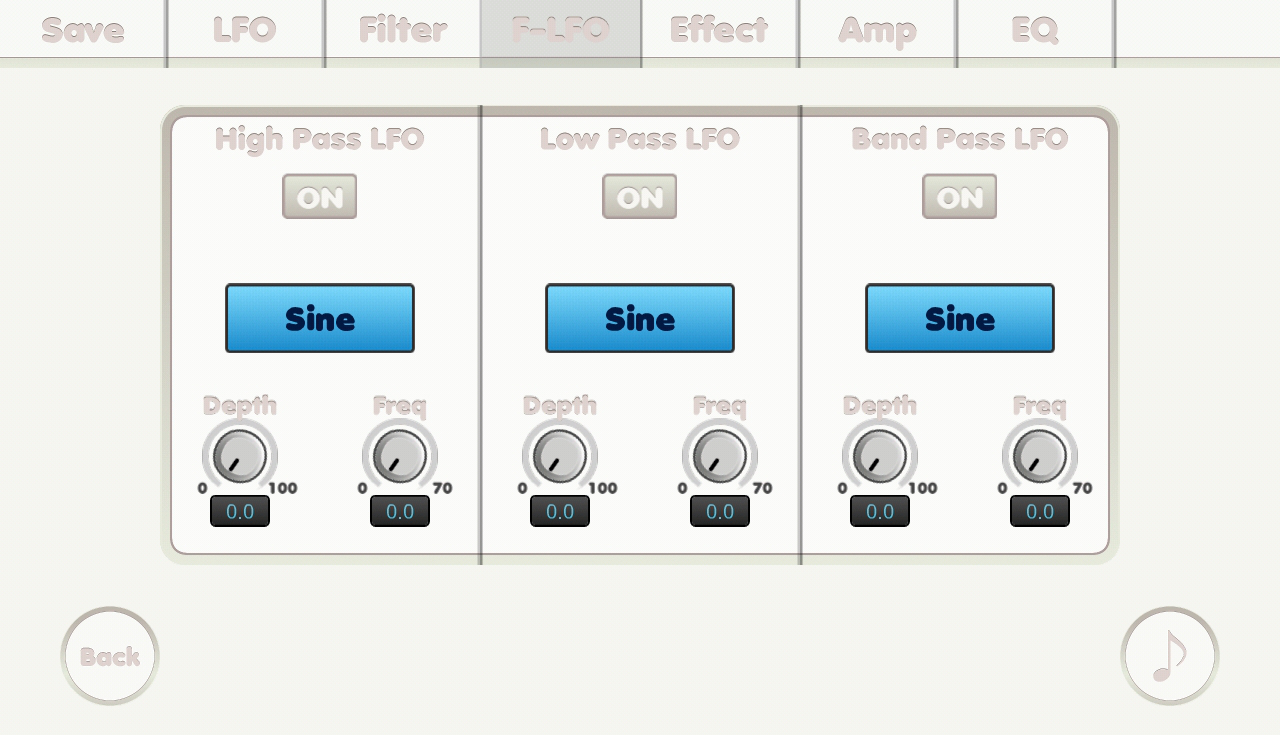 Save LFO Filter F-LFO Effect Amp EQ
High Pass LFO Low Pass LFO Band Pass LFO
ON ON ON
Sine Sine Sine
Depth Freq Depth Freq Depth Freq
0 100 0 70 0 100 0 70 0 100 0 70
0.0 0.0 0.0 0.0 0.0 0.0
Back